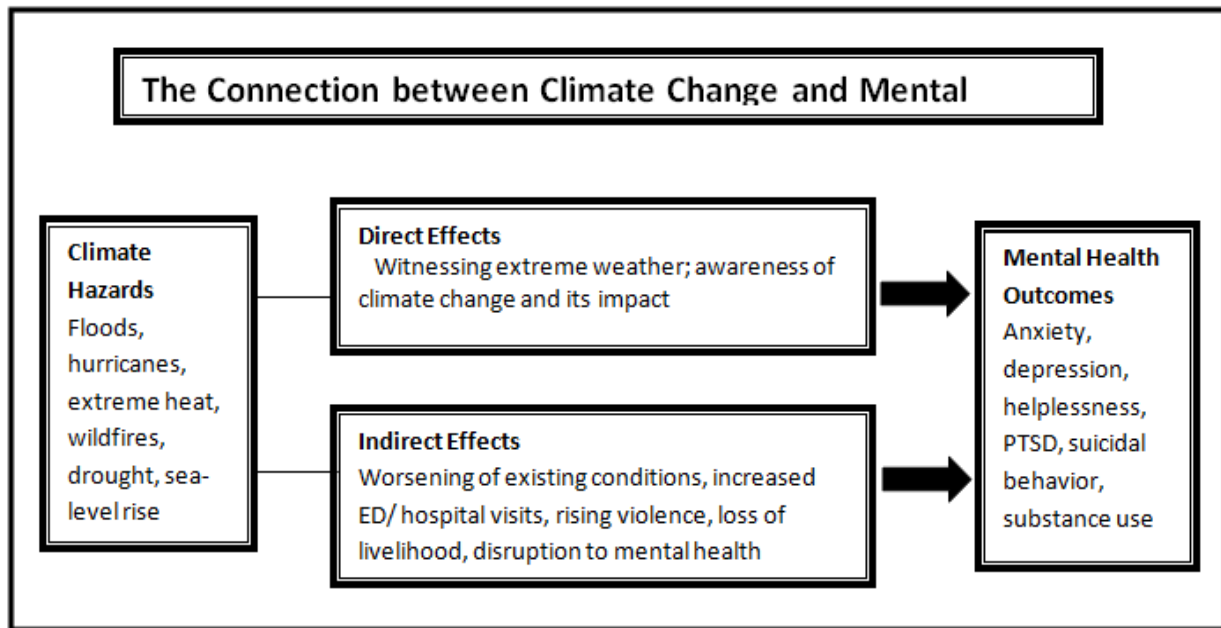 The Connection between Climate Change and Mental
Climate
Hazards
Floods,
hurricanes,
extreme heat,
wildfires,
drought, sea-
level rise
Direct Effects
Witnessing extreme weather; awareness of
climate change and its impact
Indirect Effects
Worsening of existing conditions, increased
ED/ hospital visits, rising violence, loss of
livelihood, disruption to mental health
Mental Health
Outcomes
Anxiety,
depression,
helplessness,
PTSD, suicidal
behavior,
substance use